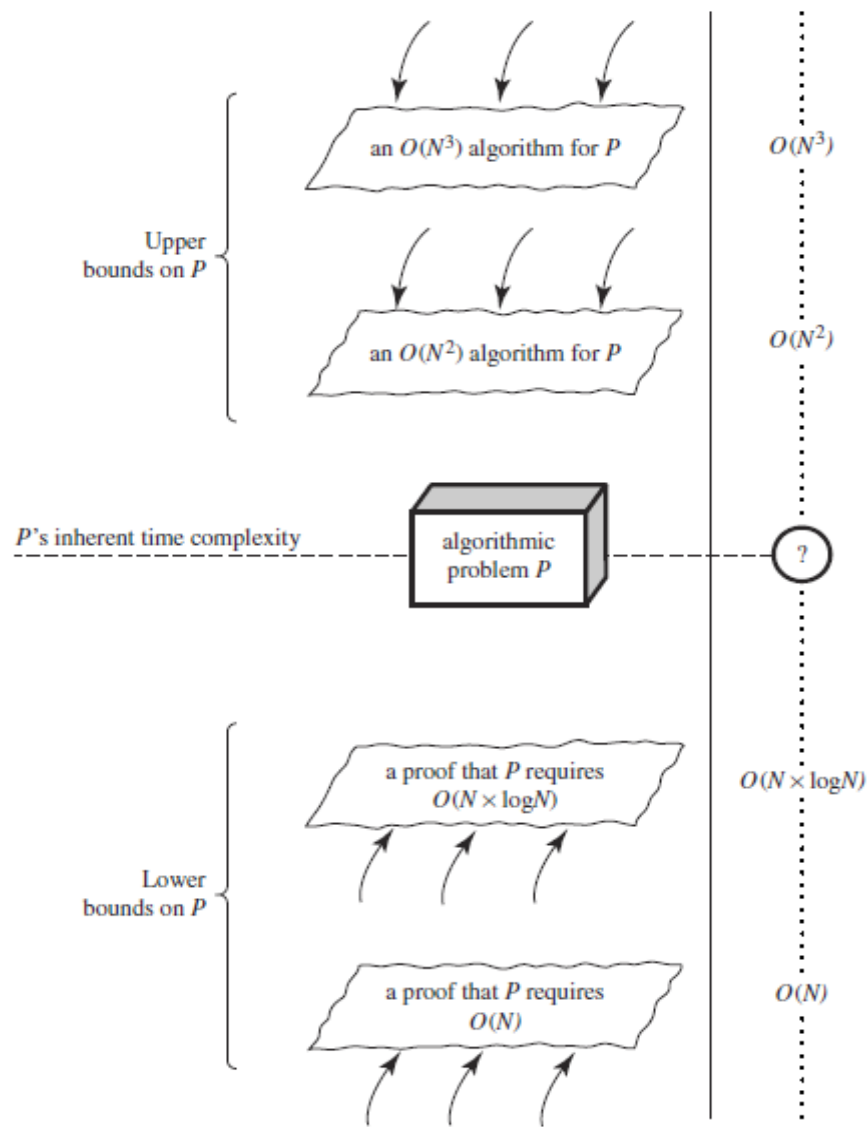 an O(N³) algorithm for P
O(N³)
Upper
bounds on P
an O(N²) algorithm for P
O(N²)
P's inherent time complexity
algorithmic
problem P
?
a proof that P requires
O(N × logN)
O(N × logN)
Lower
bounds on P
a proof that P requires
O(N)
O(N)